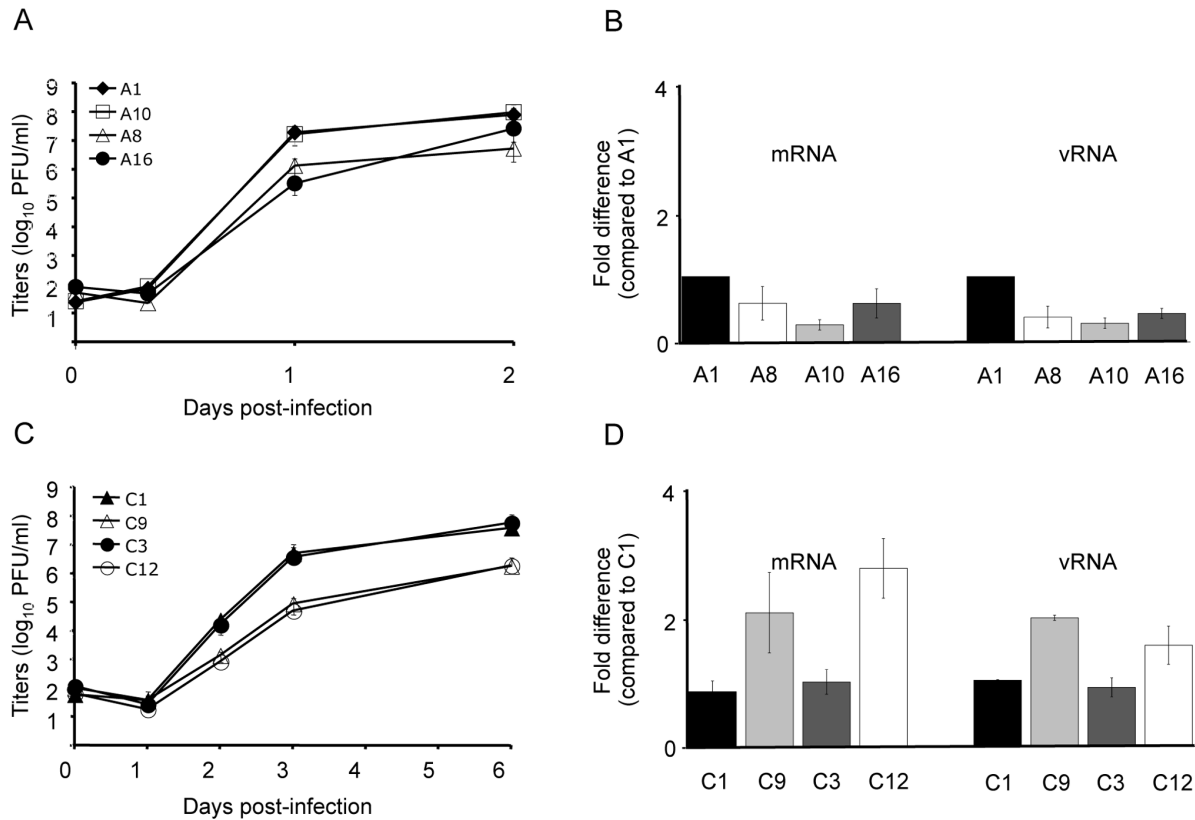 A
Titers (log10 PFU/ml)
9
8
7
6
5
4
3
2
1
A1
A10
A8
A16
0 1 2
Days post-infection
B
Fold difference
(compared to A1)
4
2
0
mRNA vRNA
A1 A8 A10 A16 A1 A8 A10 A16
C
Titers (log10 PFU/ml)
9
8
7
6
5
4
3
2
1
C1
C9
C3
C12
0 1 2 3 4 5 6
Days post-infection
D
Fold difference
(compared to C1)
4
2
0
mRNA vRNA
C1 C9 C3 C12 C1 C9 C3 C12